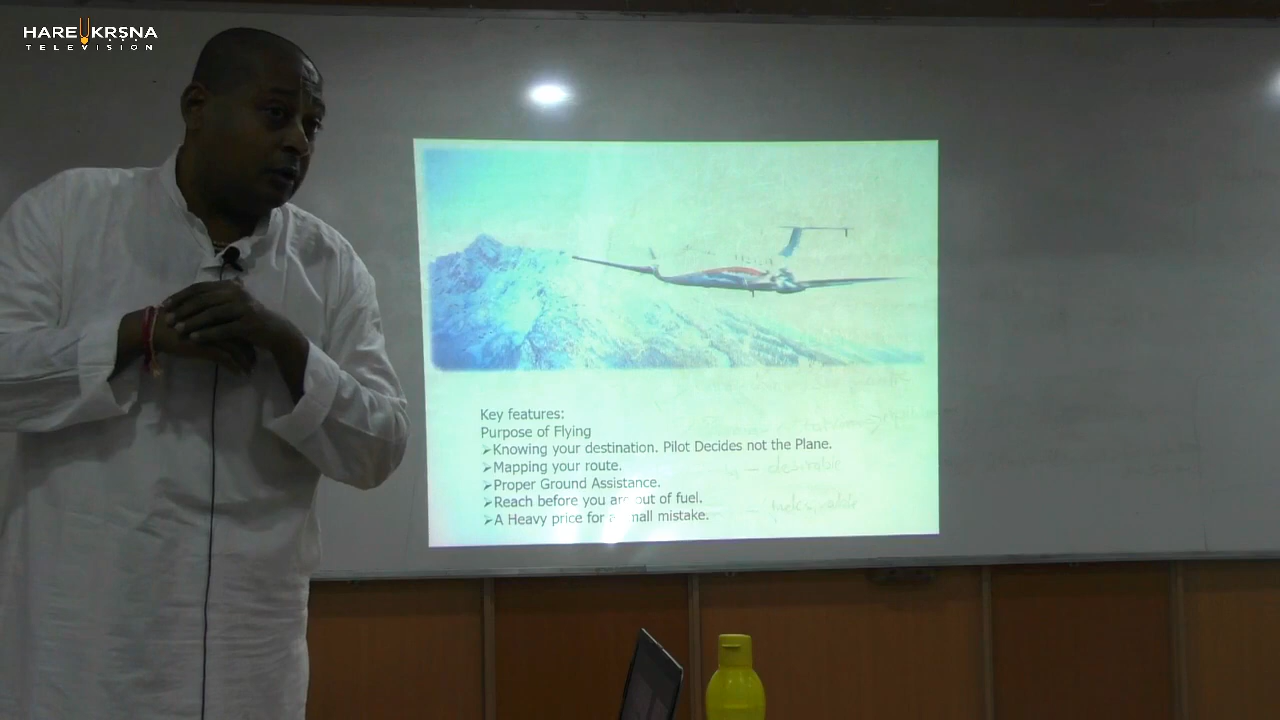 HARE KRSNA
TELEVISION
Key features:
Purpose of Flying
➢Knowing your destination. Pilot Decides not the Plane.
➢Mapping your route.
➢Proper Ground Assistance.
➢Reach before you are out of fuel.
➢A Heavy price for a small mistake.
desirable